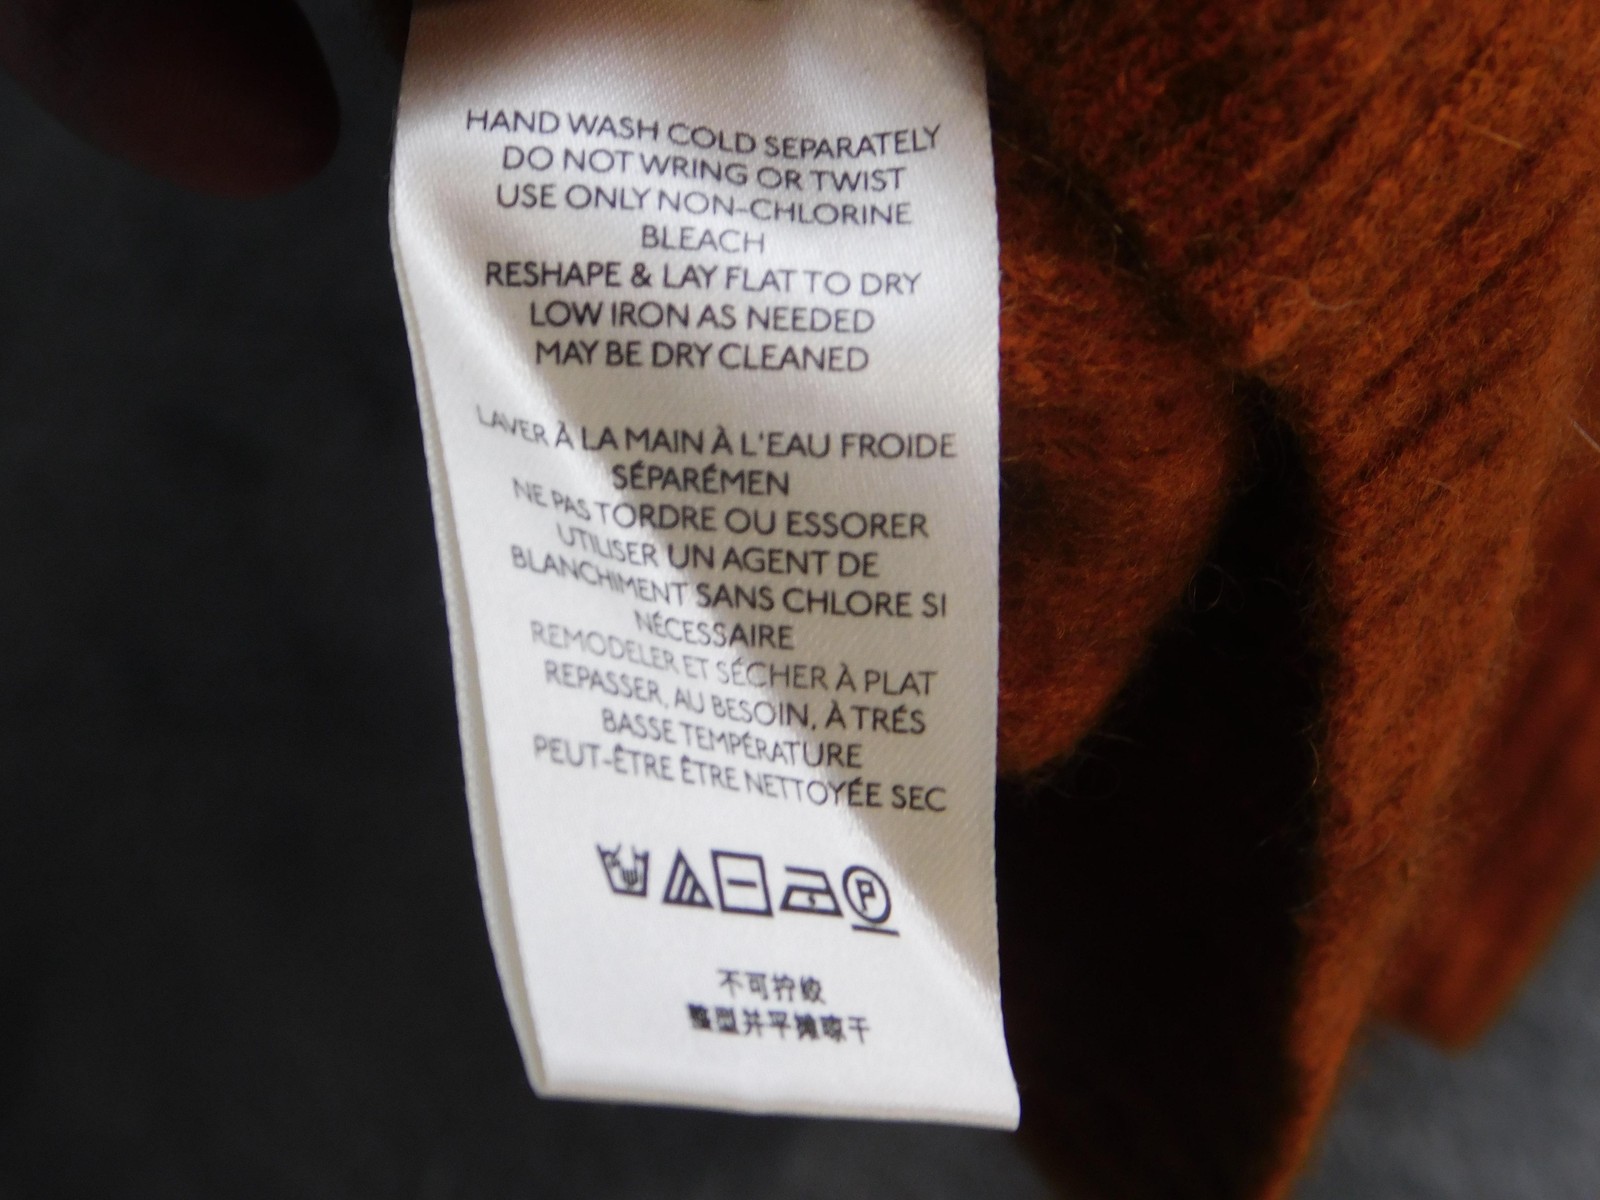 HAND WASH COLD SEPARATELY
DO NOT WRING OR TWIST
USE ONLY NON-CHLORINE
BLEACH
RESHAPE & LAY FLAT TO DRY
LOW IRON AS NEEDED
MAY BE DRY CLEANED
LAVER À LA MAIN À L'EAU FROIDE
SÉPARÉMEN
NE PAS TORDRE OU ESSORER
UTILISER UN AGENT DE
BLANCHIMENT SANS CHLORE SI
NÉCESSAIRE
REMODELER ET SÉCHER À PLAT
REPASSER, AU BESOIN, À TRÉS
BASSE TEMPÉRATURE
PEUT-ÊTRE ÊTRE NETTOYÉE SEC
P
不可拧绞
整型并平摊晾干